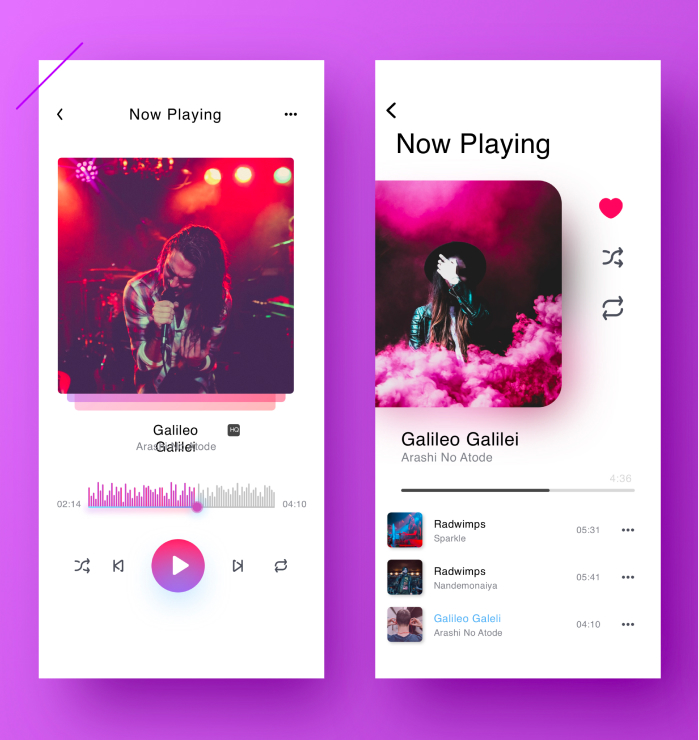 Now Playing
Galileo
Galilei
HQ
Arashi No Atode
02:14
04:10
Now Playing
Galileo Galilei
Arashi No Atode
4:36
Radwimps
Sparkle
05:31
Radwimps
Nandemonaiya
05:41
Galileo Galeli
Arashi No Atode
04:10